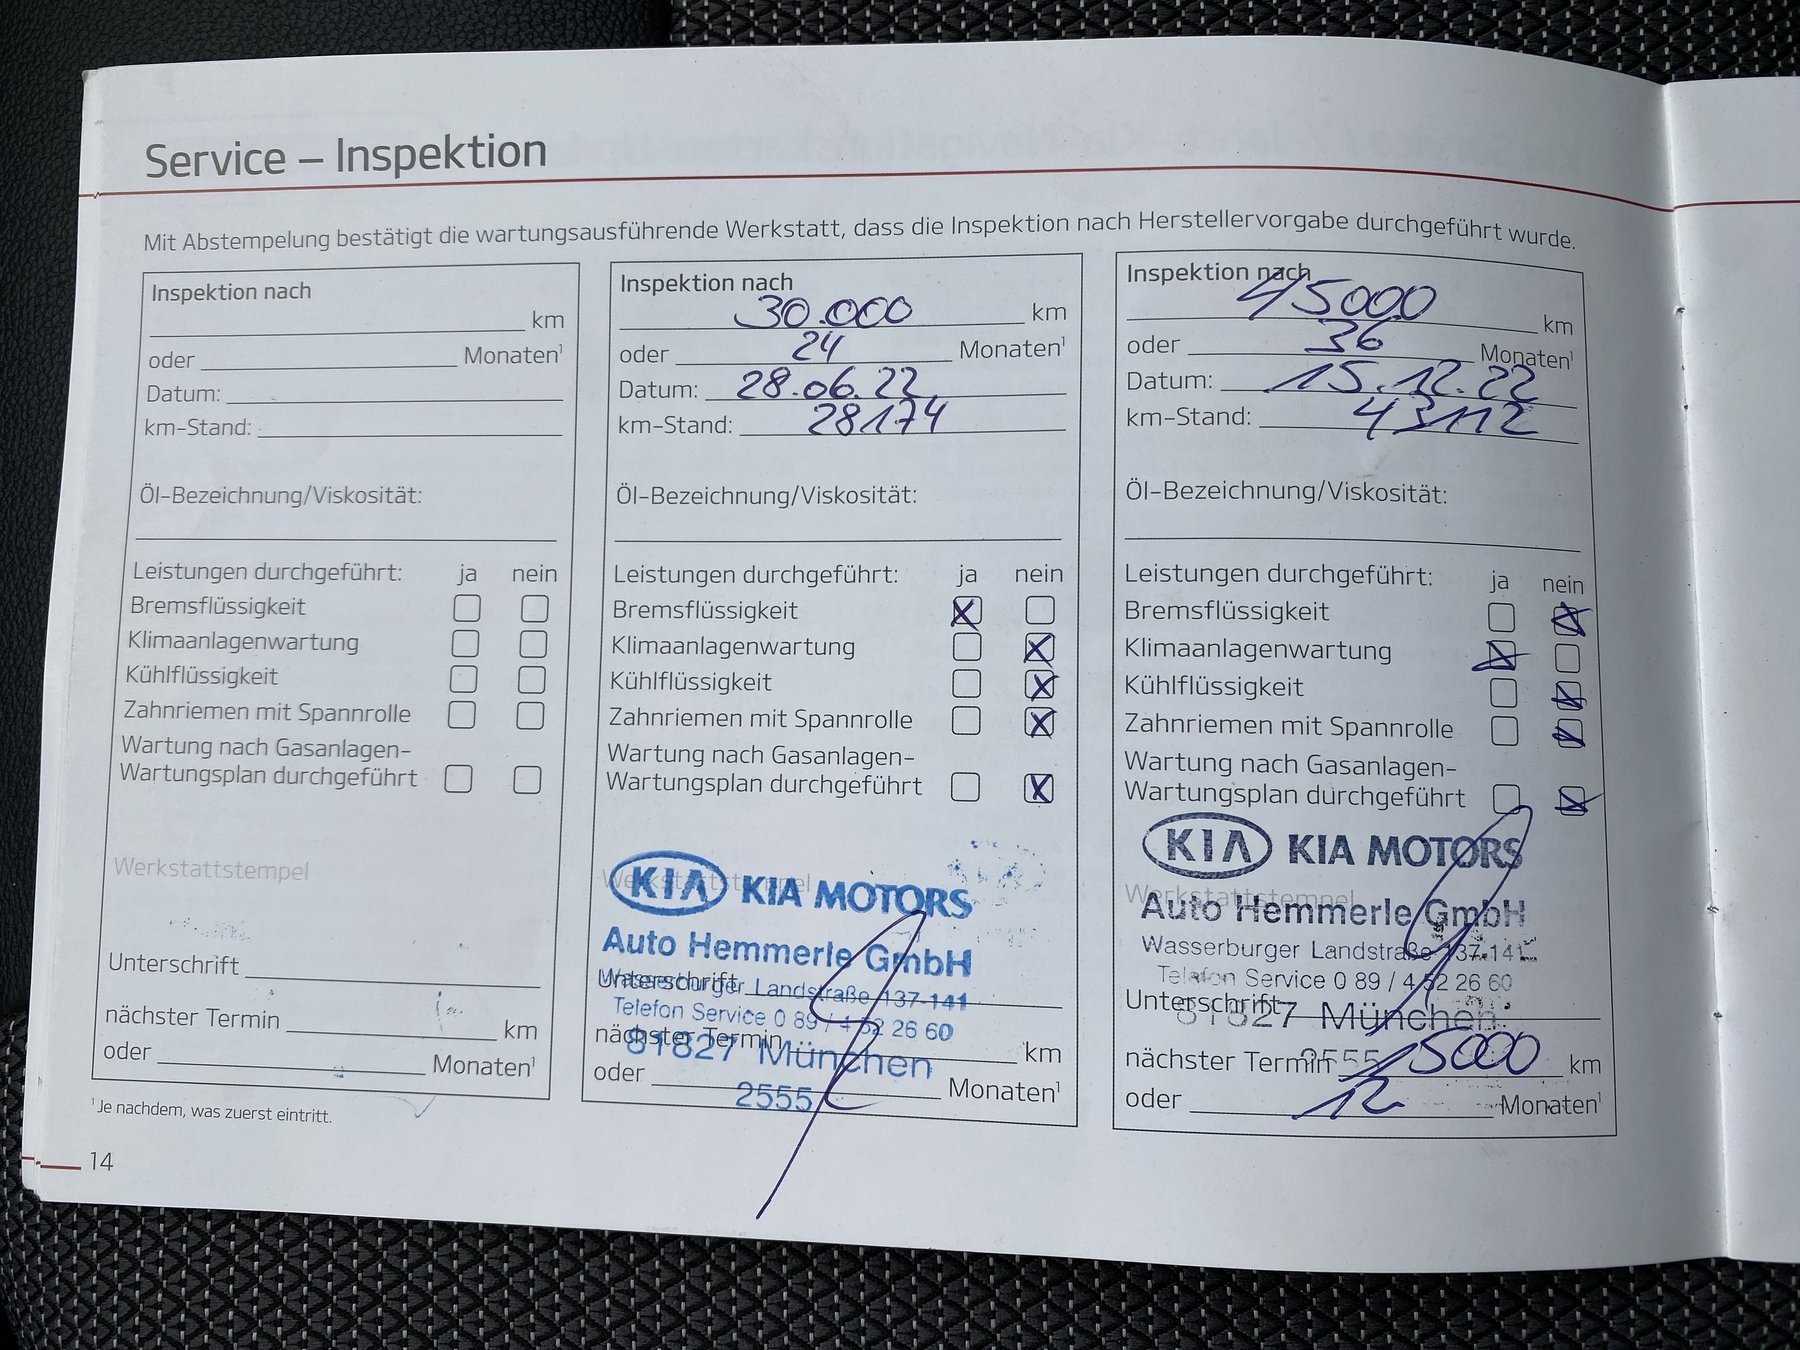 Service – Inspektion
Mit Abstempelung bestätigt die wartungsausführende Werkstatt, dass die Inspektion nach Herstellervorgabe durchgeführt wurde.
Inspektion nach
km
oder Monaten¹
Datum:
km-Stand:
Öl-Bezeichnung/Viskosität:
Leistungen durchgeführt: ja nein
Bremsflüssigkeit
Klimaanlagenwartung
Kühlflüssigkeit
Zahnriemen mit Spannrolle
Wartung nach Gasanlagen-
Wartungsplan durchgeführt
Werkstattstempel
Unterschrift
nächster Termin km
oder Monaten¹
Inspektion nach
30.000 km
oder 24 Monaten¹
Datum: 28.06.22
km-Stand: 28174
Öl-Bezeichnung/Viskosität:
Leistungen durchgeführt: ja nein
Bremsflüssigkeit X
Klimaanlagenwartung X
Kühlflüssigkeit X
Zahnriemen mit Spannrolle X
Wartung nach Gasanlagen-
Wartungsplan durchgeführt X
Werkstattstempel
KIA KIA MOTORS
Auto Hemmerle GmbH
Wasserburger Landstraße 137-141
Unterschrift
Telefon Service 0 89 / 4 52 26 60
nächster Termin km
81827 München
oder Monaten¹
2555
Inspektion nach
45000 km
oder 36 Monaten¹
Datum: 15.12.22
km-Stand: 43112
Öl-Bezeichnung/Viskosität:
Leistungen durchgeführt: ja nein
Bremsflüssigkeit X
Klimaanlagenwartung X
Kühlflüssigkeit X
Zahnriemen mit Spannrolle X
Wartung nach Gasanlagen-
Wartungsplan durchgeführt X
KIA KIA MOTORS
Werkstattstempel
Auto Hemmerle GmbH
Wasserburger Landstraße 137-141
Telefon Service 0 89 / 4 52 26 60
Unterschrift
81827 München
nächster Termin 15000 km
2555
oder 12 Monaten¹
¹ Je nachdem, was zuerst eintritt.
14